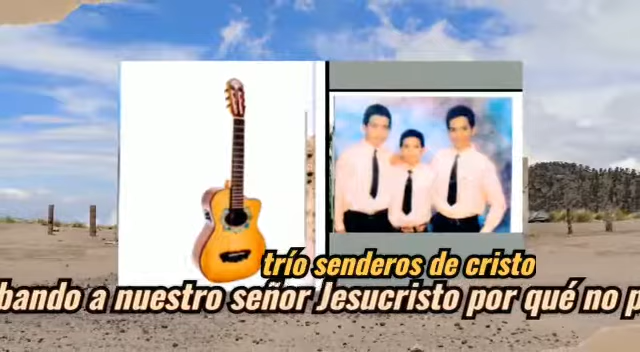 trío senderos de cristo
bando a nuestro señor Jesucristo por qué no p